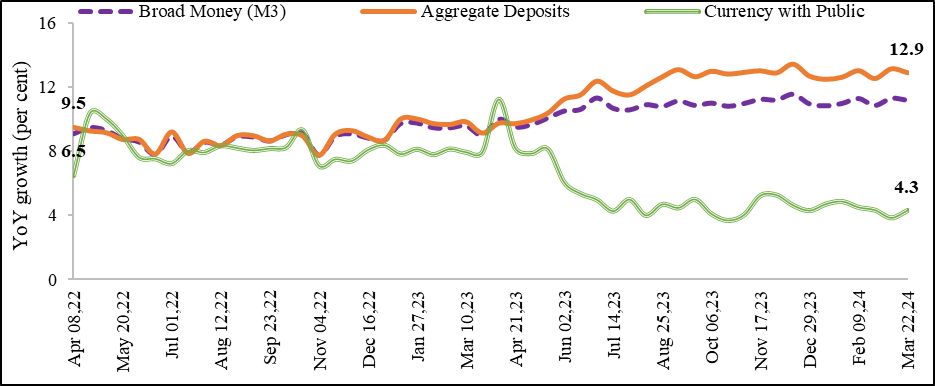 Broad Money (M3) Aggregate Deposits Currency with Public
YoY growth (per cent)
16
12
8
4
0
9.5
6.5
12.9
4.3
Apr 08,22
May 20,22
Jul 01,22
Aug 12,22
Sep 23,22
Nov 04,22
Dec 16,22
Jan 27,23
Mar 10,23
Apr 21,23
Jun 02,23
Jul 14,23
Aug 25,23
Oct 06,23
Nov 17,23
Dec 29,23
Feb 09,24
Mar 22,24